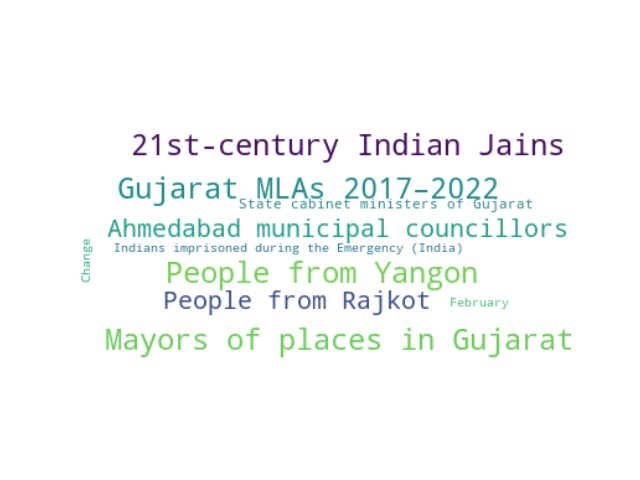 21st-century Indian Jains
Gujarat MLAs 2017–2022
State cabinet ministers of Gujarat
Ahmedabad municipal councillors
Change
Indians imprisoned during the Emergency (India)
People from Yangon
People from Rajkot
February
Mayors of places in Gujarat